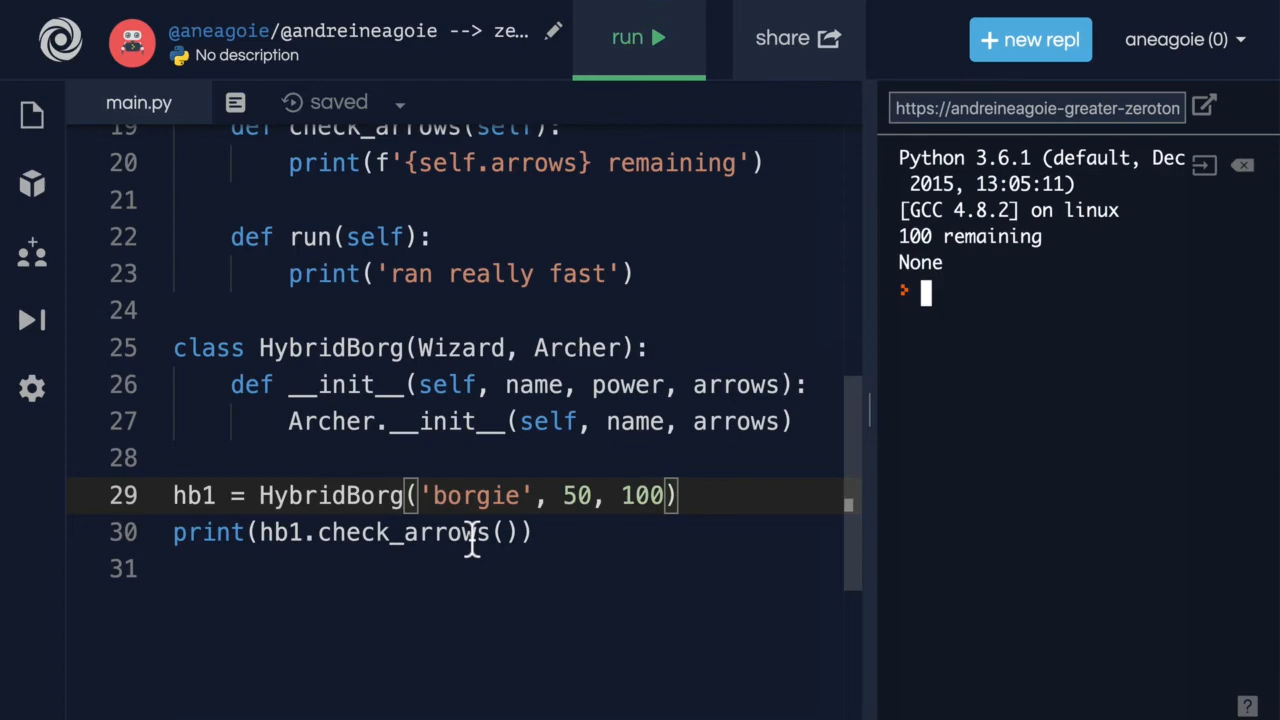 @aneagoie/@andreineagoie --> ze...
No description
run
share
+ new repl
aneagoie (0)
main.py
saved
https://andreineagoie-greater-zeroton
19 def check_arrows(self):
20 print(f'{self.arrows} remaining')
21
22 def run(self):
23 print('ran really fast')
24
25 class HybridBorg(Wizard, Archer):
26 def __init__(self, name, power, arrows):
27 Archer.__init__(self, name, arrows)
28
29 hb1 = HybridBorg('borgie', 50, 100)
30 print(hb1.check_arrows())
31
Python 3.6.1 (default, Dec
2015, 13:05:11)
[GCC 4.8.2] on linux
100 remaining
None
>
?